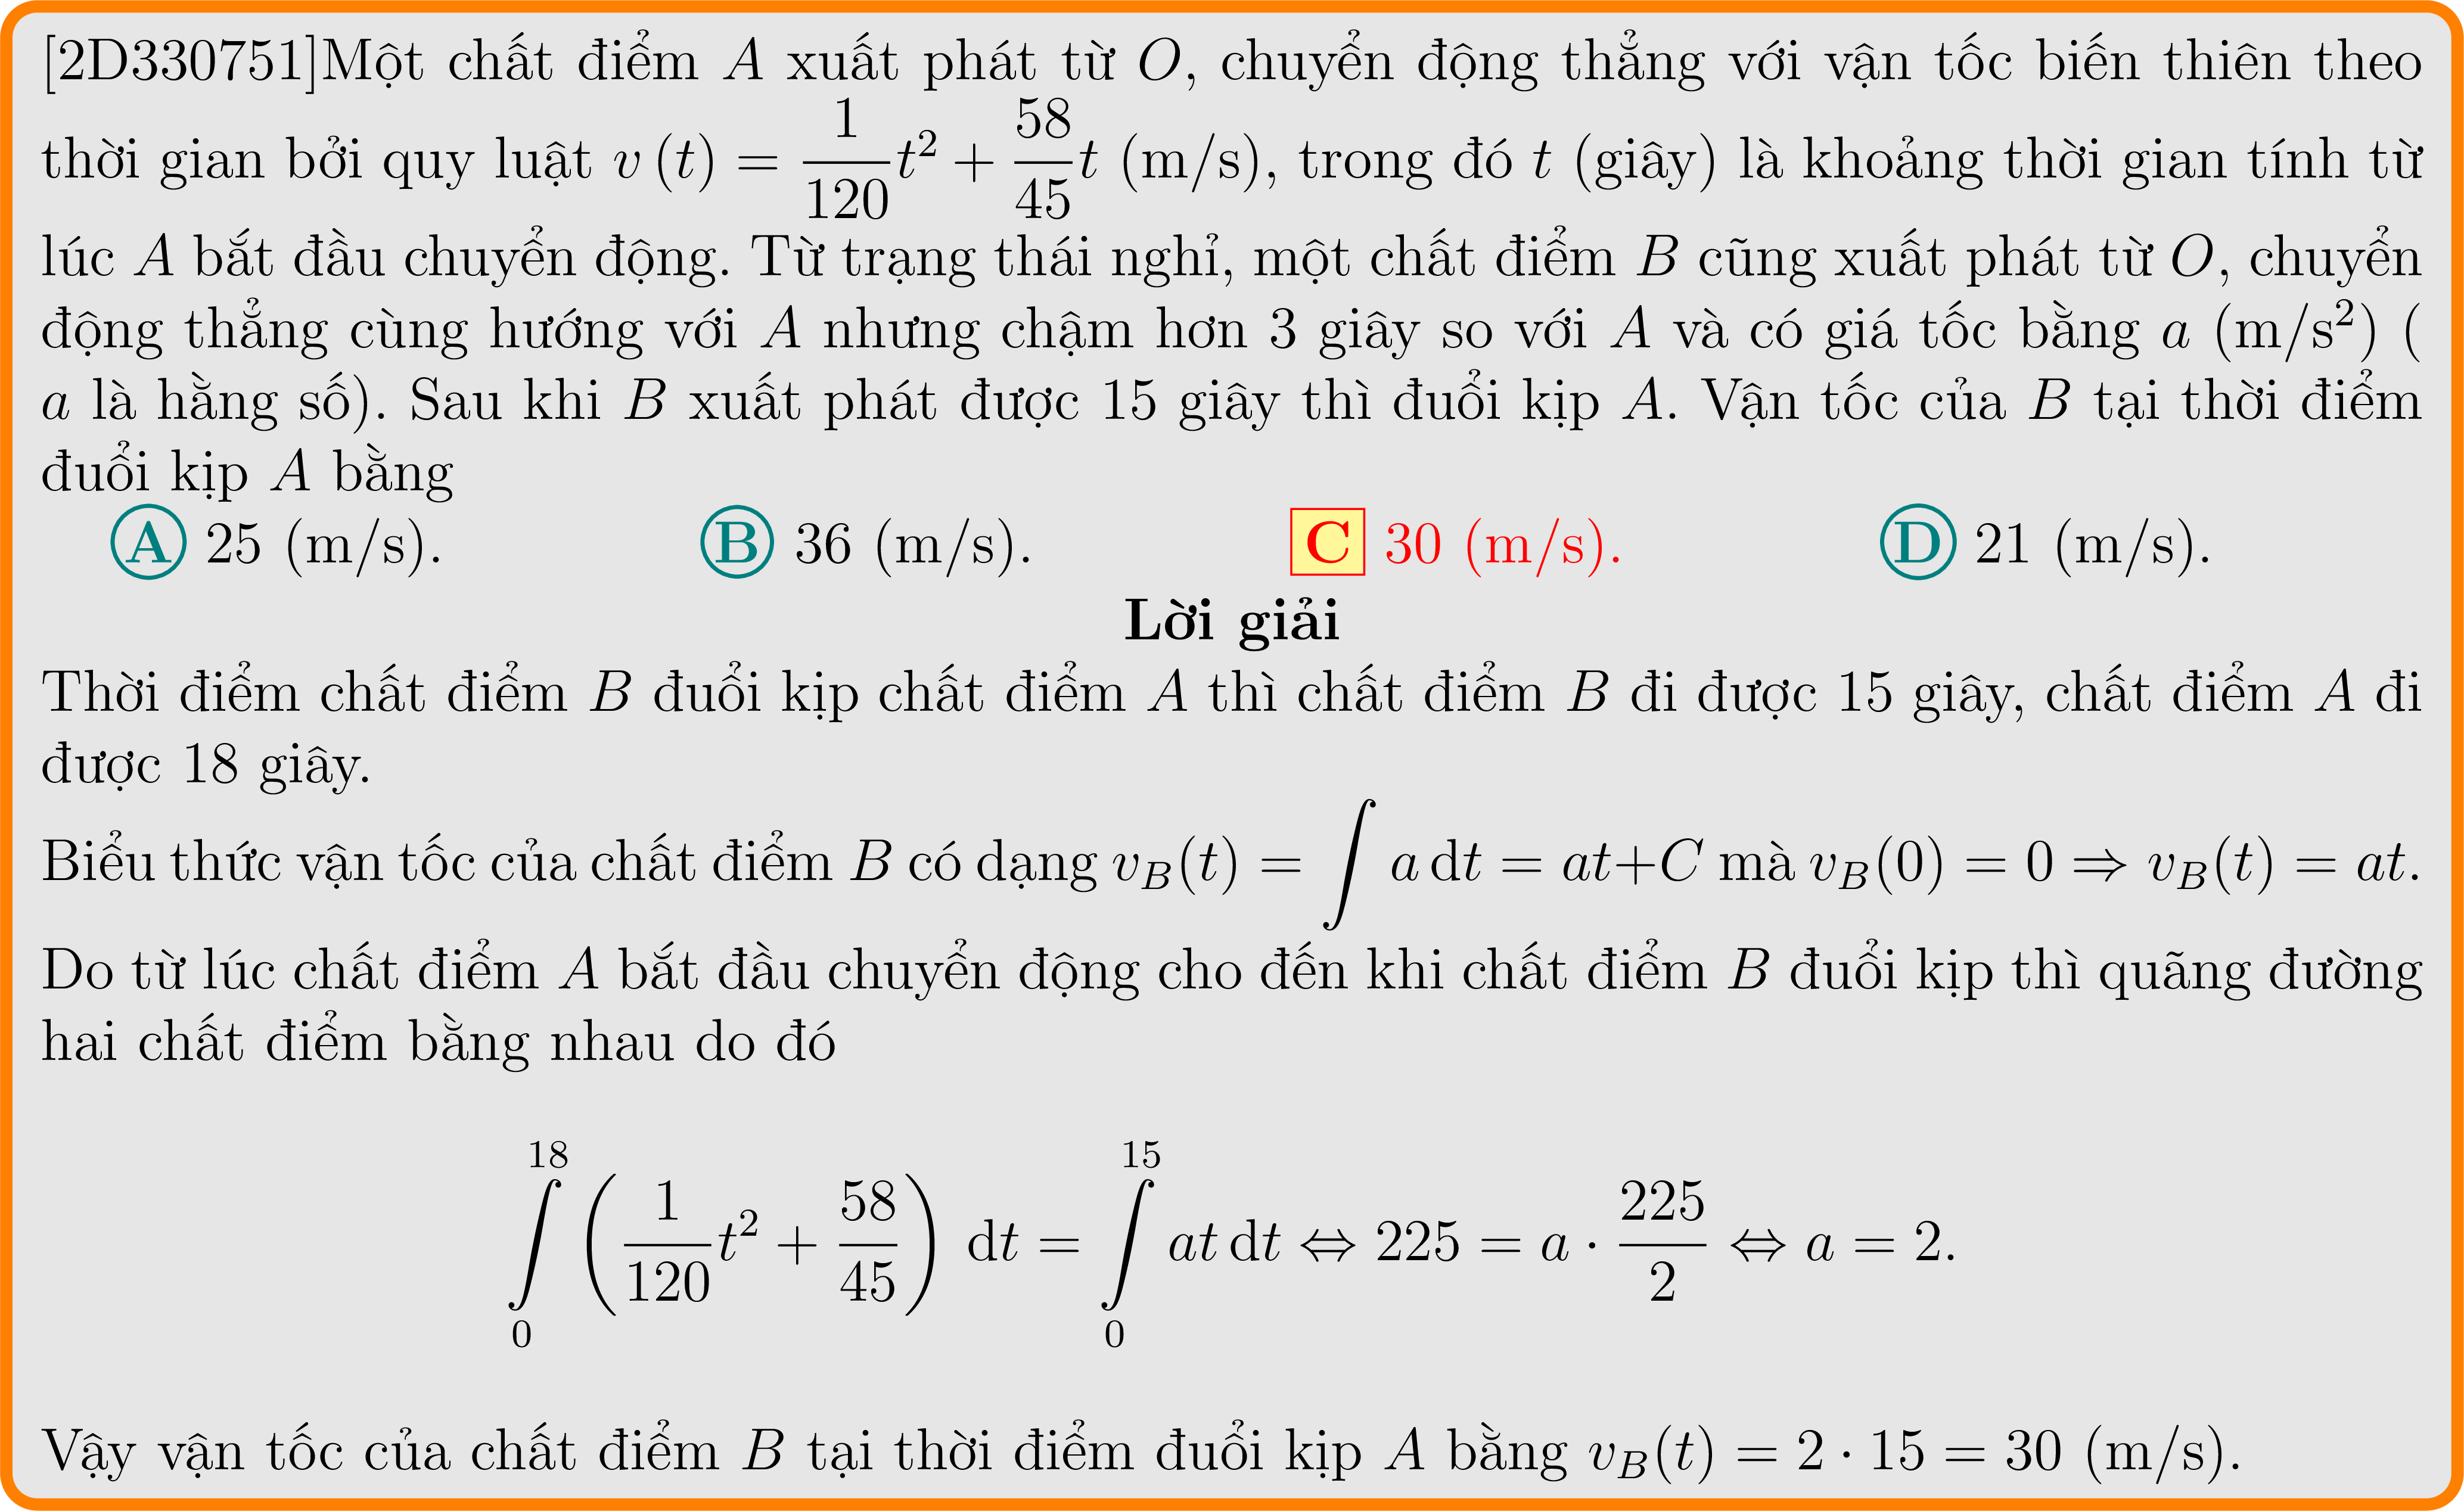 [2D330751]Một chất điểm A xuất phát từ O, chuyển động thẳng với vận tốc biến thiên theo
thời gian bởi quy luật v (t) = \frac{1}{120}t^2 + \frac{58}{45}t (m/s), trong đó t (giây) là khoảng thời gian tính từ
lúc A bắt đầu chuyển động. Từ trạng thái nghỉ, một chất điểm B cũng xuất phát từ O, chuyển
động thẳng cùng hướng với A nhưng chậm hơn 3 giây so với A và có giá tốc bằng a (m/s²) (
a là hằng số). Sau khi B xuất phát được 15 giây thì đuổi kịp A. Vận tốc của B tại thời điểm
đuổi kịp A bằng
A 25 (m/s). B 36 (m/s). C 30 (m/s). D 21 (m/s).
Lời giải
Thời điểm chất điểm B đuổi kịp chất điểm A thì chất điểm B đi được 15 giây, chất điểm A đi
được 18 giây.
Biểu thức vận tốc của chất điểm B có dạng v_B(t) = \int a dt = at+C mà v_B(0) = 0 ⇒ v_B(t) = at.
Do từ lúc chất điểm A bắt đầu chuyển động cho đến khi chất điểm B đuổi kịp thì quãng đường
hai chất điểm bằng nhau do đó
\int_0^{18} (\frac{1}{120}t^2 + \frac{58}{45}) dt = \int_0^{15} at dt ⇔ 225 = a · \frac{225}{2} ⇔ a = 2.
Vậy vận tốc của chất điểm B tại thời điểm đuổi kịp A bằng v_B(t) = 2 · 15 = 30 (m/s).